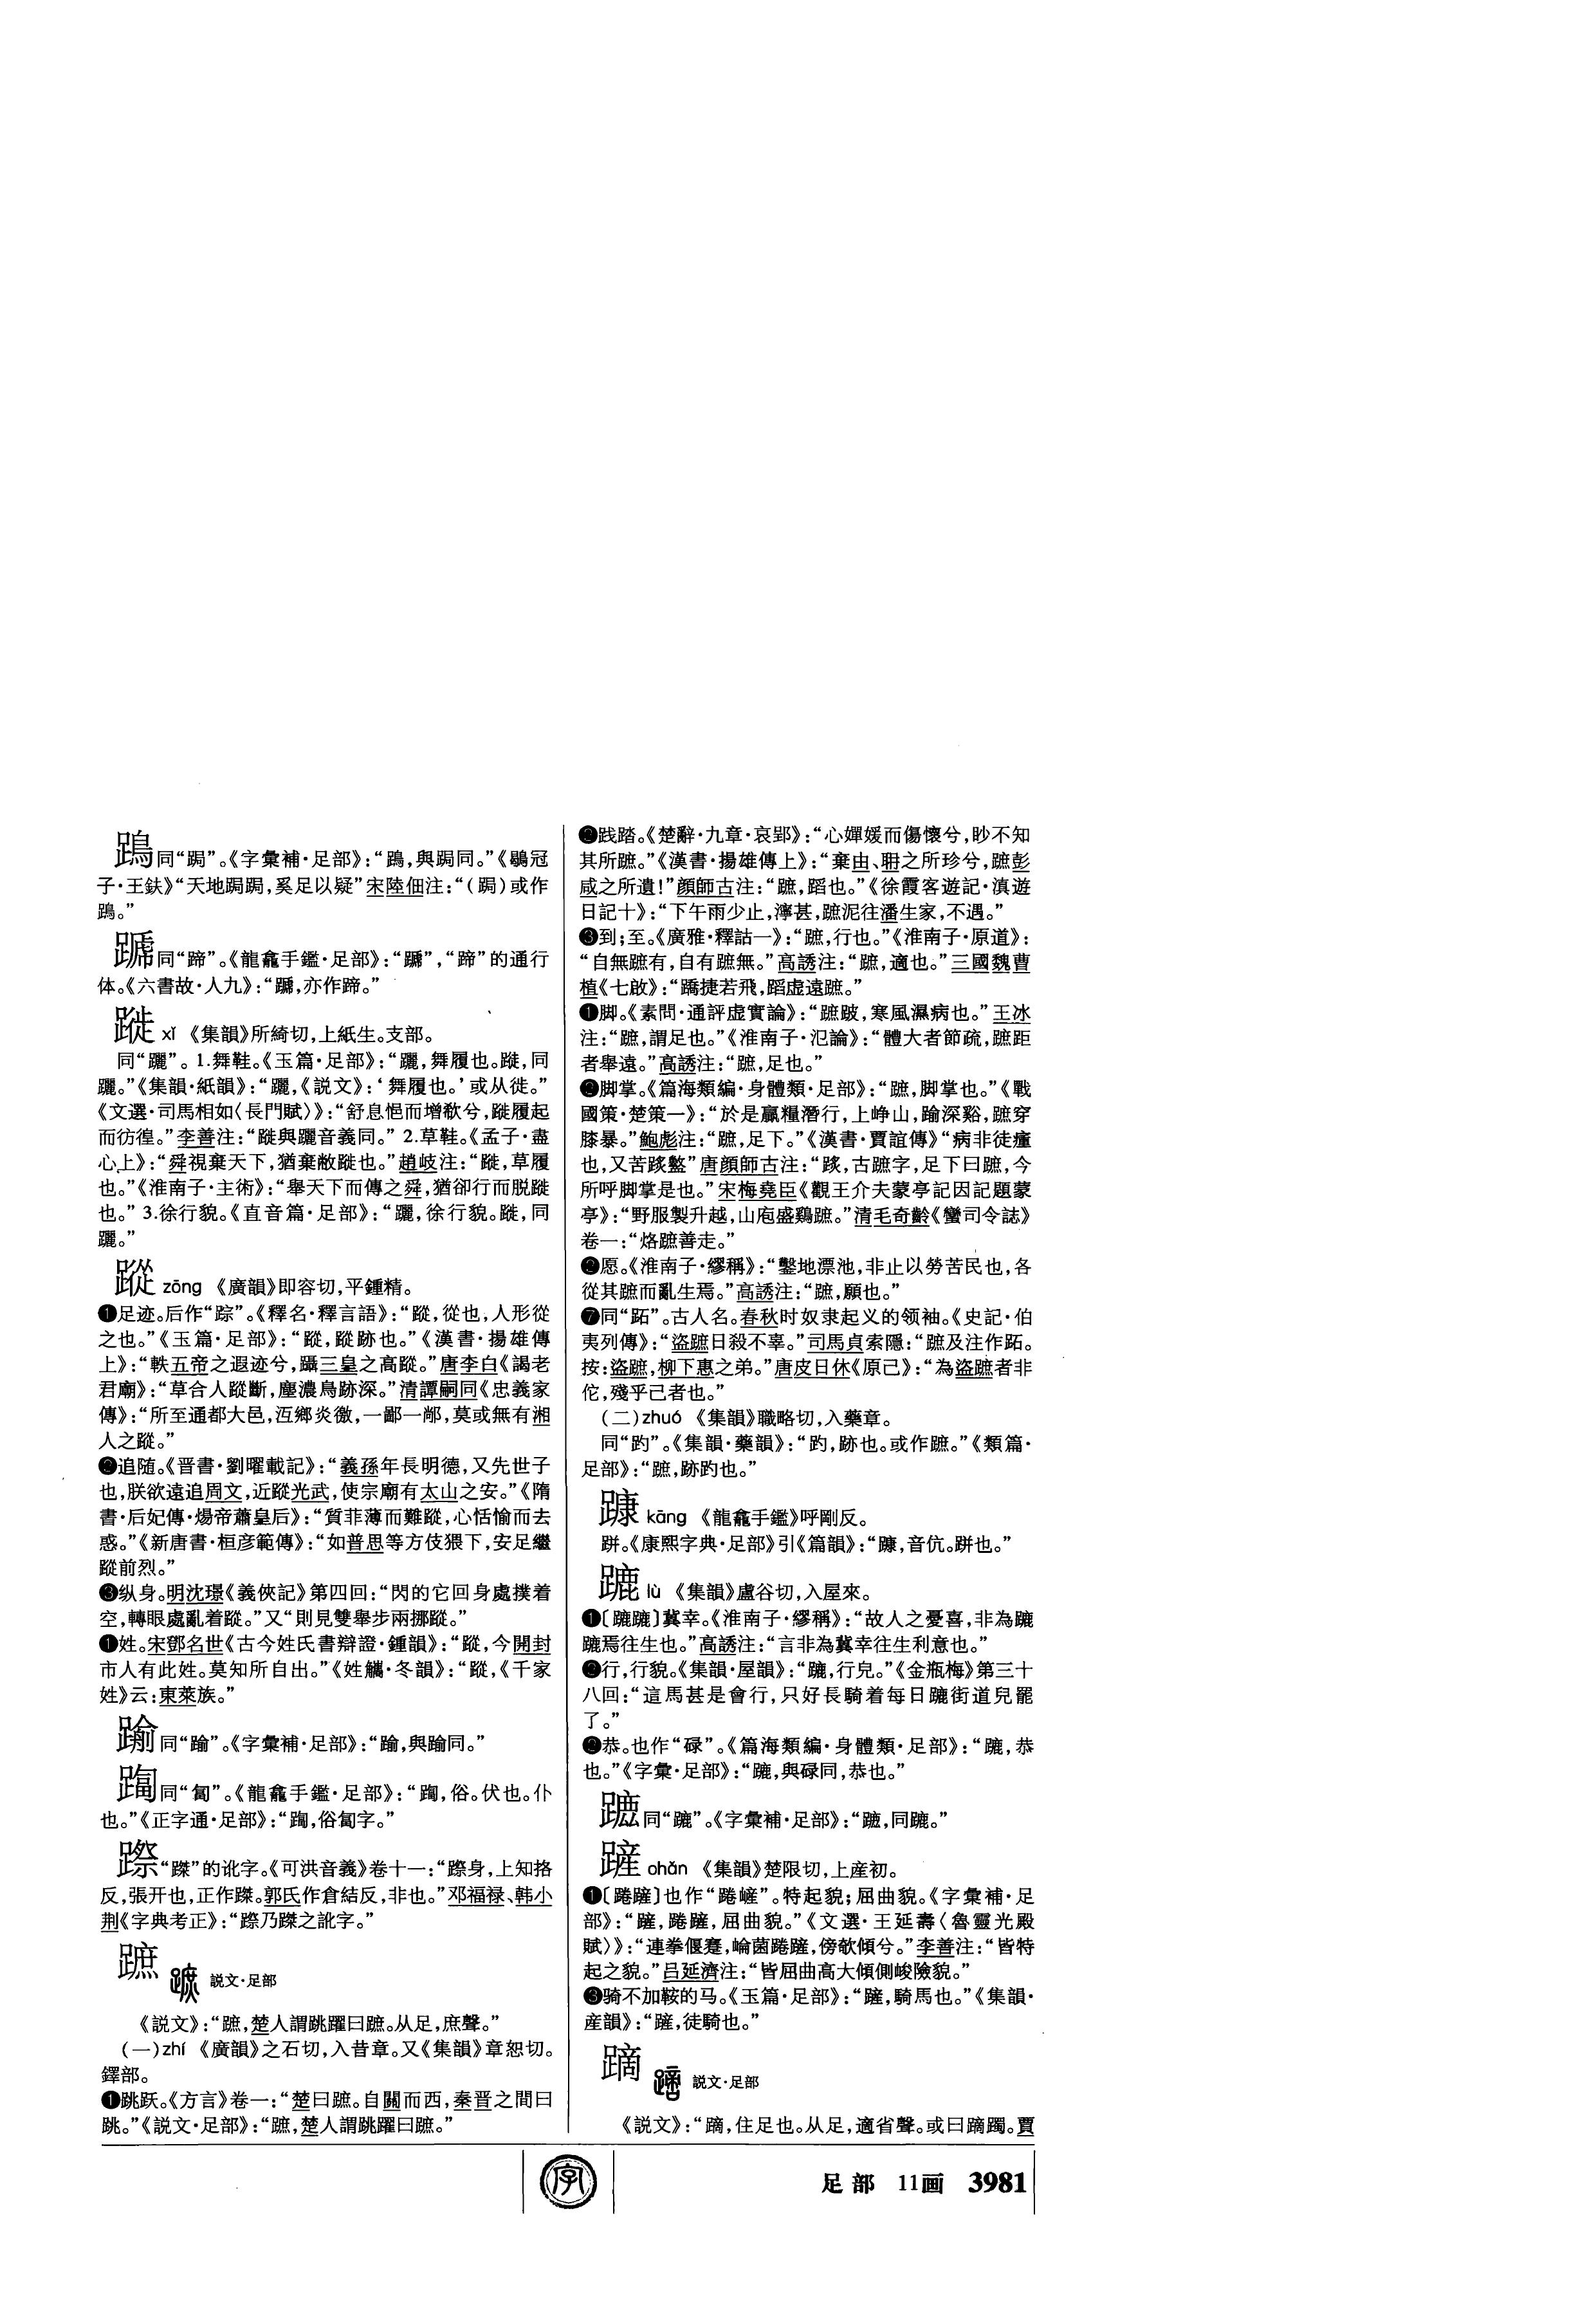 䠼同“跼”。《字彙補·足部》：“䠼，與跼同。”《鶡冠
子·王鈇》“天地跼跼，奚足以疑”宋陸佃注：“（跼）或作
䠼。”
同“蹄”。《龍龕手鑑·足部》：“”，“蹄”的通行
体。《六書故·人九》：“，亦作蹄。”
蹝 xǐ 《集韻》所綺切，上紙生。支部。
同“躧”。1.舞鞋。《玉篇·足部》：“躧，舞履也。蹝，同
躧。”《集韻·紙韻》：“躧，《説文》：‘舞履也。’或从徙。”
《文選·司馬相如〈長門賦〉》：“舒息悒而增欷兮，蹝履起
而彷徨。”李善注：“蹝與躧音義同。” 2.草鞋。《孟子·盡
心上》：“舜視棄天下，猶棄敝蹝也。”趙岐注：“蹝，草履
也。”《淮南子·主術》：“舉天下而傳之舜，猶卻行而脱蹝
也。” 3.徐行貌。《直音篇·足部》：“躧，徐行貌。蹝，同
躧。”
蹤 zōng 《廣韻》即容切，平鍾精。
❶足迹。后作“踪”。《釋名·釋言語》：“蹤，從也，人形從
之也。”《玉篇·足部》：“蹤，蹤跡也。”《漢書·揚雄傳
上》：“軼五帝之遐迹兮，躡三皇之高蹤。”唐李白《謁老
君廟》：“草合人蹤斷，塵濃鳥跡深。”清譚嗣同《忠義家
傳》：“所至通都大邑，沍鄉炎徼，一鄙一鄏，莫或無有湘
人之蹤。”
❷追随。《晋書·劉曜載記》：“義孫年長明德，又先世子
也，朕欲遠追周文，近蹤光武，使宗廟有太山之安。”《隋
書·后妃傳·煬帝蕭皇后》：“質菲薄而難蹤，心恬愉而去
惑。”《新唐書·桓彦範傳》：“如普思等方伎猥下，安足繼
蹤前烈。”
❸纵身。明沈璟《義俠記》第四回：“閃的它回身處撲着
空，轉眼處亂着蹤。”又“則見雙舉步兩挪蹤。”
❶姓。宋鄧名世《古今姓氏書辯證·鍾韻》：“蹤，今開封
市人有此姓。莫知所自出。”《姓觿·冬韻》：“蹤，《千家
姓》云：東萊族。”
同“踰”。《字彙補·足部》：“，與踰同。”
同“匐”。《龍龕手鑑·足部》：“，俗。伏也。仆
也。”《正字通·足部》：“，俗匐字。”
“蹀”的讹字。《可洪音義》卷十一：“身，上知挌
反，張开也，正作磔。郭氏作倉結反，非也。”邓福禄、韩小
荆《字典考正》：“乃磔之訛字。”
蹠 説文·足部
《説文》：“蹠，楚人謂跳躍曰蹠。从足，庶聲。”
（一）zhí 《廣韻》之石切，入昔章。又《集韻》章恕切。
鐸部。
❶跳跃。《方言》卷一：“楚曰蹠。自關而西，秦晋之間曰
跳。”《説文·足部》：“蹠，楚人謂跳躍曰蹠。”
❷践踏。《楚辭·九章·哀郢》：“心嬋媛而傷懷兮，眇不知
其所蹠。”《漢書·揚雄傳上》：“棄由、耼之所珍兮，蹠彭
咸之所遺！”顔師古注：“蹠，蹈也。”《徐霞客遊記·滇遊
日記十》：“下午雨少止，濘甚，蹠泥往潘生家，不遇。”
❸到；至。《廣雅·釋詁一》：“蹠，行也。”《淮南子·原道》：
“自無蹠有，自有蹠無。”高誘注：“蹠，適也。”三國魏曹
植《七啟》：“蹻捷若飛，蹈虚遠蹠。”
❶脚。《素問·通評虚實論》：“蹠跛，寒風濕病也。”王冰
注：“蹠，謂足也。”《淮南子·氾論》：“體大者節疏，蹠距
者舉遠。”高誘注：“蹠，足也。”
❷脚掌。《篇海類編·身體類·足部》：“蹠，脚掌也。”《戰
國策·楚策一》：“於是贏糧潛行，上峥山，踰深谿，蹠穿
膝暴。”鮑彪注：“蹠，足下。”《漢書·賈誼傳》“病非徒瘇
也，又苦𨂂盭”唐顔師古注：“𨂂，古蹠字，足下曰蹠，今
所呼脚掌是也。”宋梅堯臣《觀王介夫蒙亭記因記題蒙
亭》：“野服製升越，山庖盛鷄蹠。”清毛奇齡《蠻司令誌》
卷一：“烙蹠善走。”
❷愿。《淮南子·繆稱》：“鑿地漂池，非止以勞苦民也，各
從其蹠而亂生焉。”高誘注：“蹠，願也。”
❼同“跖”。古人名。春秋时奴隶起义的领袖。《史記·伯
夷列傳》：“盜蹠日殺不辜。”司馬貞索隱：“蹠及注作跖。
按：盜蹠，柳下惠之弟。”唐皮日休《原己》：“為盜蹠者非
佗，殘乎己者也。”
（二）zhuó 《集韻》職略切，入藥章。
同“趵”。《集韻·藥韻》：“趵，跡也。或作蹠。”《類篇·
足部》：“蹠，跡趵也。”
kāng 《龍龕手鑑》呼剛反。
跰。《康熙字典·足部》引《篇韻》：“，音伉。跰也。”
蹗 lù 《集韻》盧谷切，入屋來。
❶〔蹗蹗〕冀幸。《淮南子·繆稱》：“故人之憂喜，非為蹗
蹗焉往生也。”高誘注：“言非為冀幸往生利意也。”
❷行，行貌。《集韻·屋韻》：“蹗，行皃。”《金瓶梅》第三十
八回：“這馬甚是會行，只好長騎着每日蹗街道兒罷
了。”
❷恭。也作“碌”。《篇海類編·身體類·足部》：“蹗，恭
也。”《字彙·足部》：“蹗，與碌同，恭也。”
同“蹗”。《字彙補·足部》：“，同蹗。”
𨄉 ohǎn 《集韻》楚限切，上産初。
❶〔踡〕也作“踡嵼”。特起貌；屈曲貌。《字彙補·足
部》：“，踡，屈曲貌。”《文選·王延壽〈魯靈光殿
賦〉》：“連拳偃蹇，崘菌踡，傍欹傾兮。”李善注：“皆特
起之貌。”吕延濟注：“皆屈曲高大傾側峻險貌。”
❸骑不加鞍的马。《玉篇·足部》：“，騎馬也。”《集韻·
産韻》：“，徒騎也。”
蹢 説文·足部
《説文》：“蹢，住足也。从足，適省聲。或曰蹢躅。賈
字
足部 11画 3981